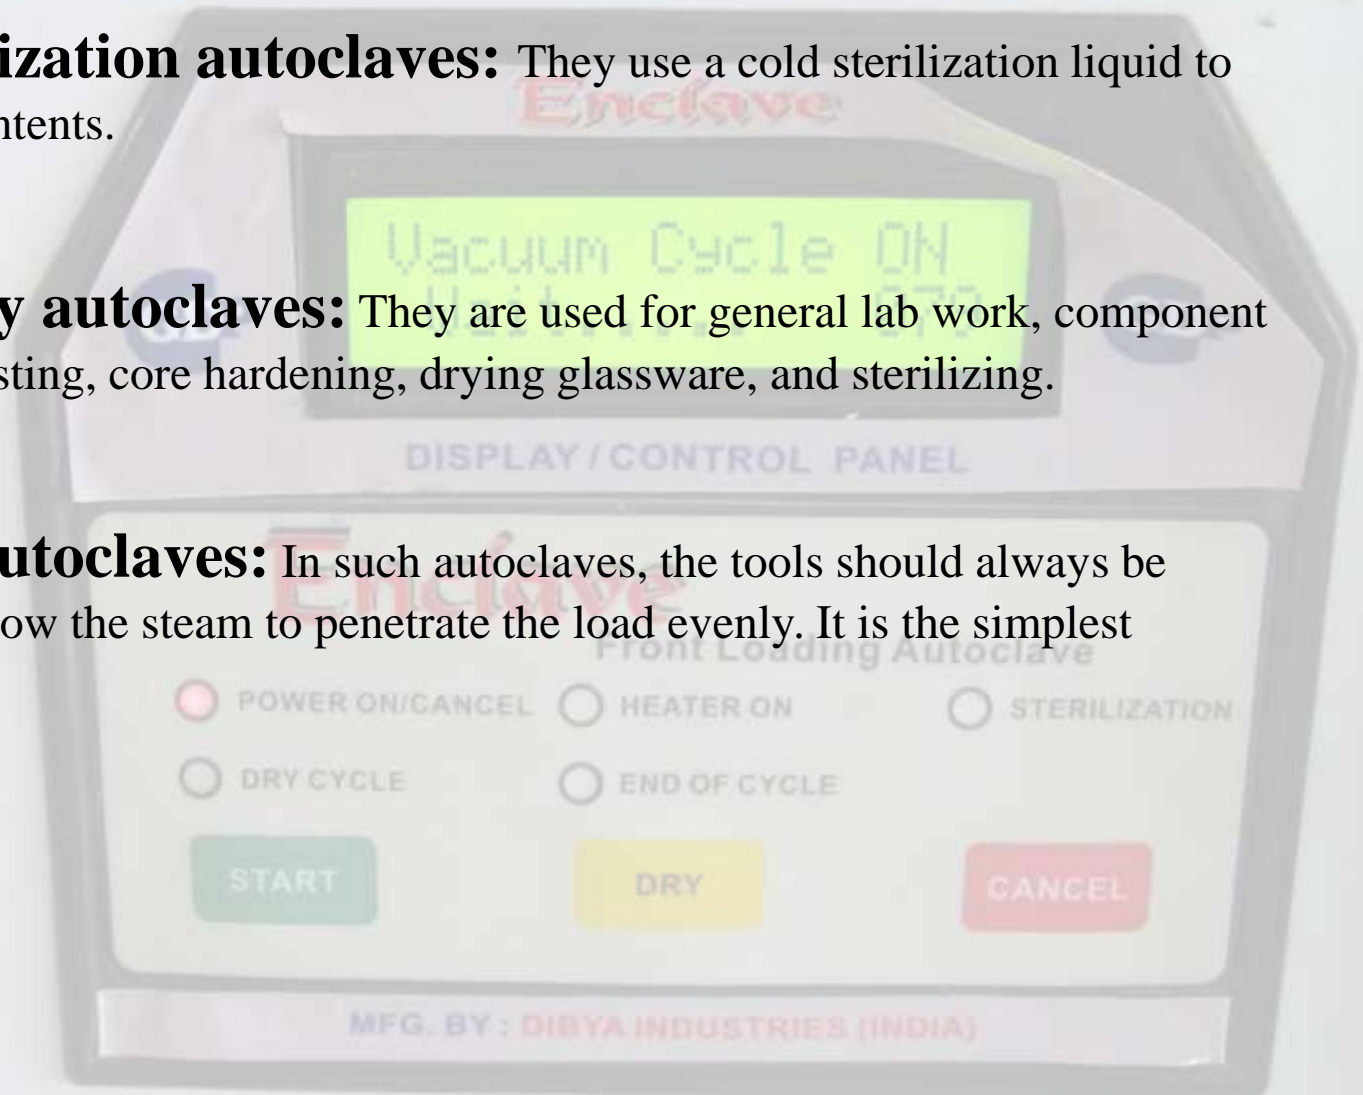 ization autoclaves: They use a cold sterilization liquid to
ntents.
Enclave
Vacuum Cycle ON
y autoclaves: They are used for general lab work, component
sting, core hardening, drying glassware, and sterilizing.
DISPLAY / CONTROL PANEL
utoclaves: In such autoclaves, the tools should always be
Enclave
ow the steam to penetrate the load evenly. It is the simplest
Front Loading Autoclave
POWER ON/CANCEL HEATER ON STERILIZATION
DRY CYCLE END OF CYCLE
START DRY CANCEL
MFG. BY : DIBYA INDUSTRIES (INDIA)